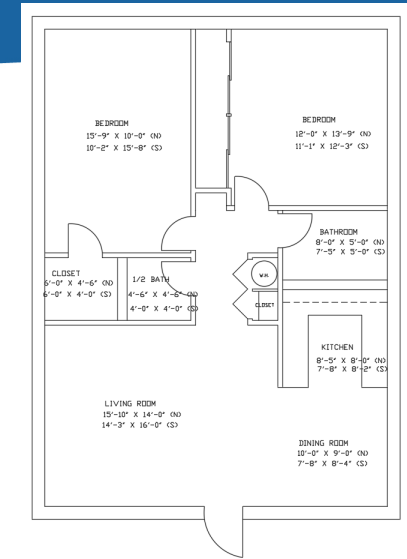 BEDROOM
15'-9" X 10'-0" (N)
10'-2" X 15'-8" (S)
BEDROOM
12'-0" X 13'-9" (N)
11'-1" X 12'-3" (S)
BATHROOM
8'-0" X 5'-0" (N)
7'-5" X 5'-0" (S)
CLOSET
6'-0" X 4'-6" (N)
6'-0" X 4'-0" (S)
1/2 BATH
4'-6" X 4'-6" (N)
4'-0" X 4'-0" (S)
W.H.
CLOSET
KITCHEN
8'-5" X 8'-0" (N)
7'-8" X 8'-2" (S)
LIVING ROOM
15'-10" X 14'-0" (N)
14'-3" X 16'-0" (S)
DINING ROOM
10'-0" X 9'-0" (N)
7'-8" X 8'-4" (S)